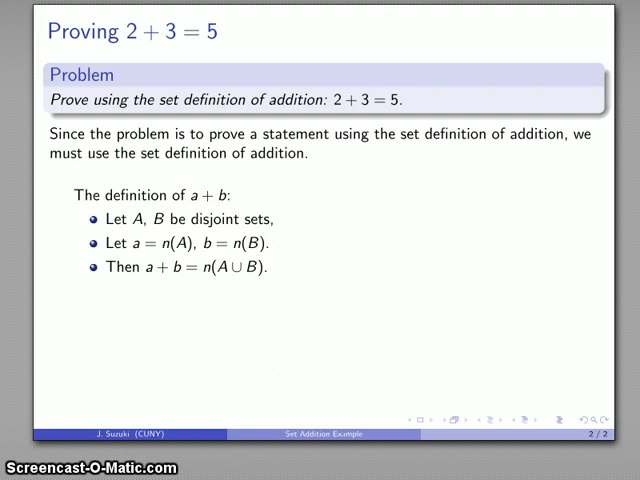 Proving 2 + 3 = 5
Problem
Prove using the set definition of addition: 2 + 3 = 5.
Since the problem is to prove a statement using the set definition of addition, we
must use the set definition of addition.
The definition of a + b:
Let A, B be disjoint sets,
Let a = n(A), b = n(B).
Then a + b = n(A ∪ B).
J. Suzuki (CUNY) Set Addition Example 2 / 2
Screencast-O-Matic.com